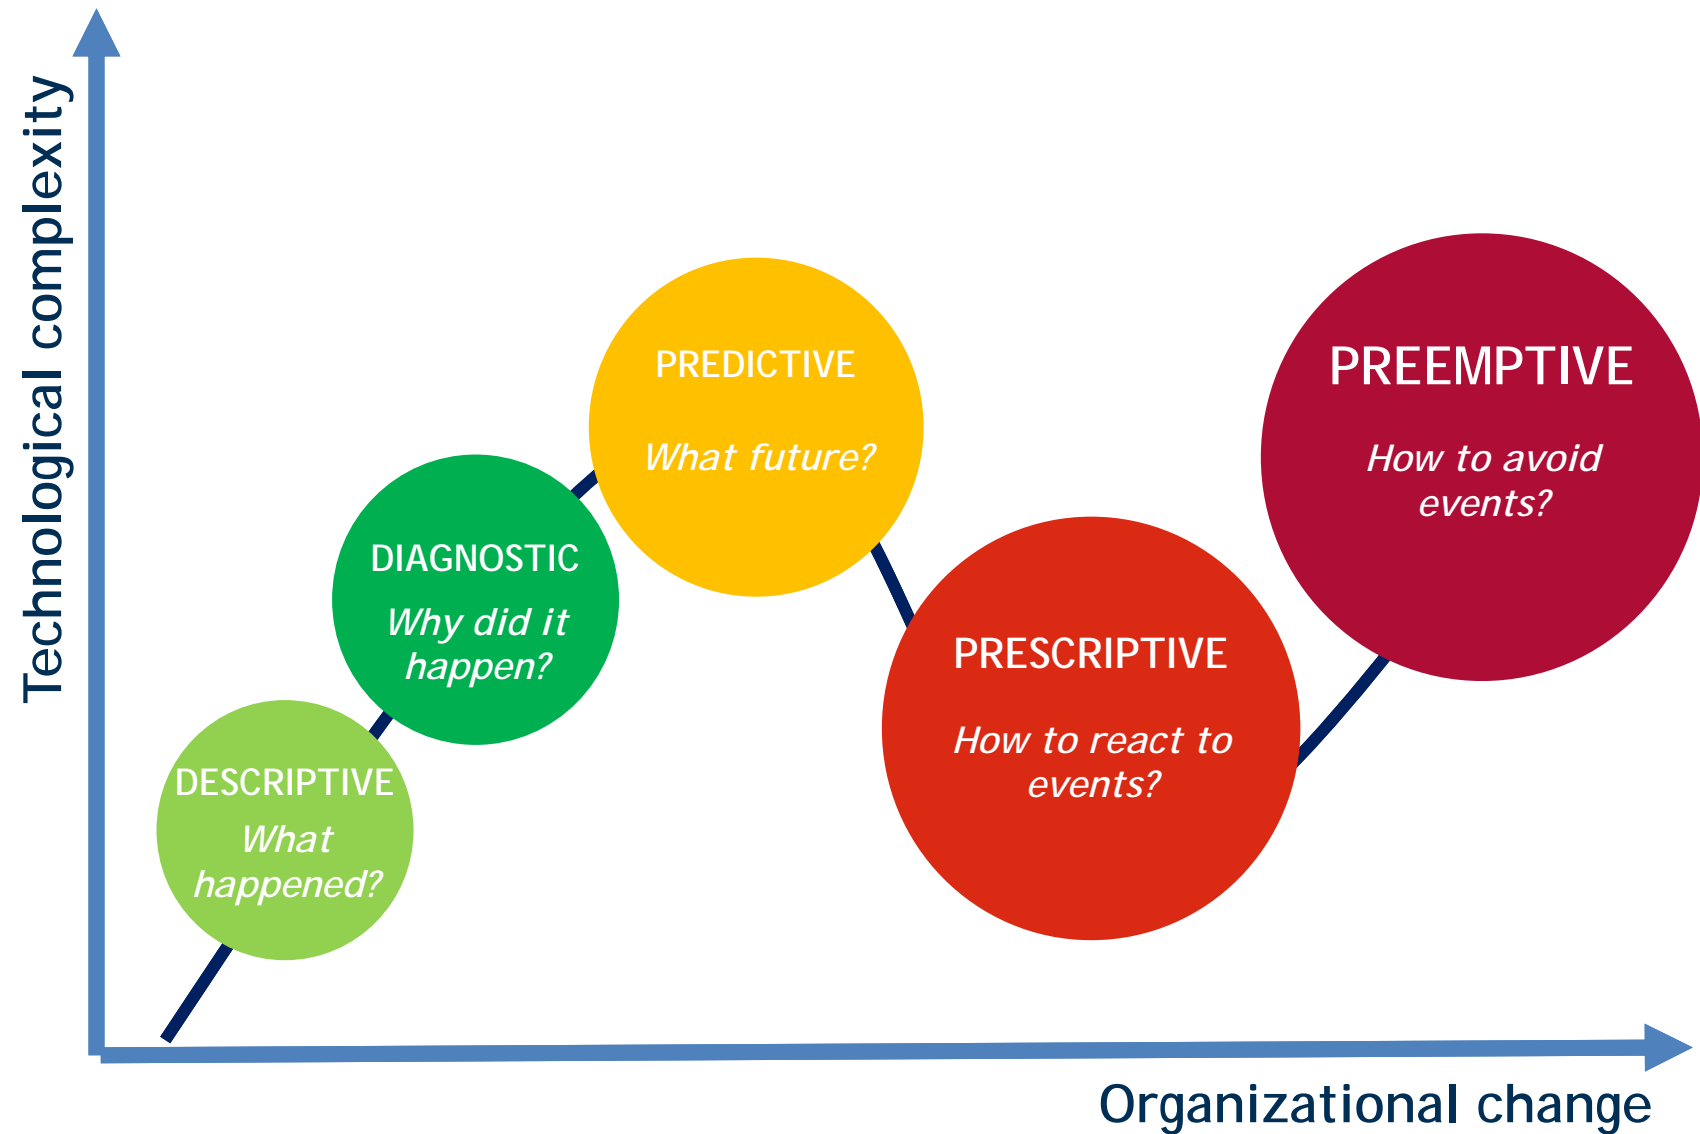 Technological complexity
DESCRIPTIVE
What
happened?
DIAGNOSTIC
Why did it
happen?
PREDICTIVE
What future?
PRESCRIPTIVE
How to react to
events?
PREEMPTIVE
How to avoid
events?
Organizational change